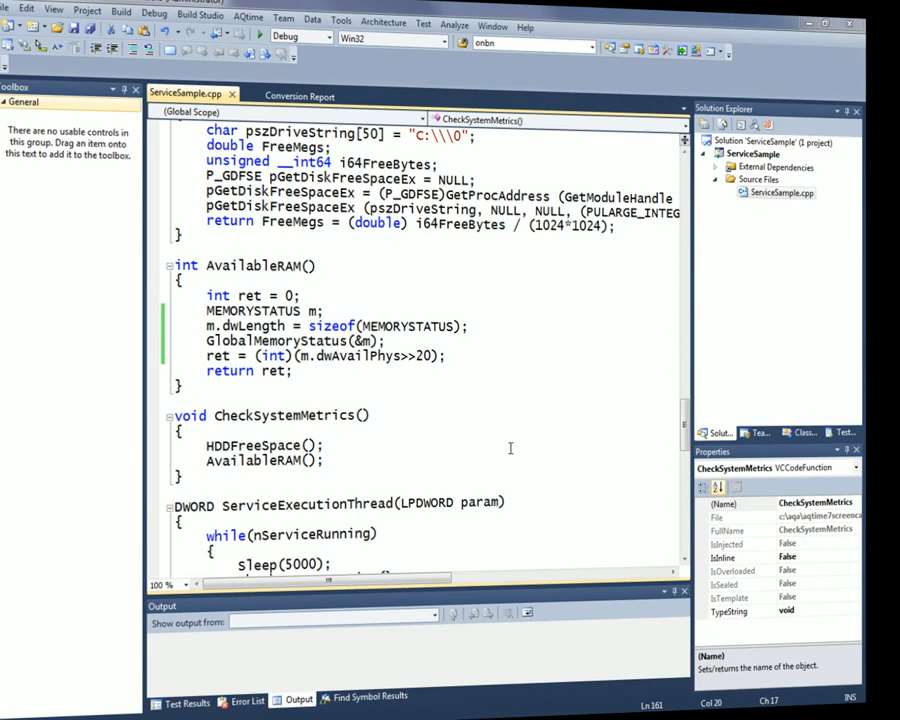 Edit View Project Build Debug Build Studio AQtime Team Data Tools Architecture Test Analyze Window Help
Debug Win32 onbn
Toolbox
General
There are no usable controls in
this group. Drag an item onto
this text to add it to the toolbox.
ServiceSample.cpp Conversion Report
(Global Scope) CheckSystemMetrics()
char pszDriveString[50] = "C:\\\0";
double FreeMegs;
unsigned __int64 i64FreeBytes;
P_GDFSE pGetDiskFreeSpaceEx = NULL;
pGetDiskFreeSpaceEx = (P_GDFSE)GetProcAddress (GetModuleHandle
pGetDiskFreeSpaceEx (pszDriveString, NULL, NULL, (PULARGE_INTEG
return FreeMegs = (double) i64FreeBytes / (1024*1024);
}
int AvailableRAM()
{
int ret = 0;
MEMORYSTATUS m;
m.dwLength = sizeof(MEMORYSTATUS);
GlobalMemoryStatus(&m);
ret = (int)(m.dwAvailPhys>>20);
return ret;
}
void CheckSystemMetrics()
{
HDDFreeSpace();
AvailableRAM();
}
DWORD ServiceExecutionThread(LPDWORD param)
{
while(nServiceRunning)
{
Sleep(5000);
100 %
Output
Show output from:
Test Results Error List Output Find Symbol Results
Solution Explorer
Solution 'ServiceSample' (1 project)
ServiceSample
External Dependencies
Source Files
ServiceSample.cpp
Solut... Tea... Class... Test...
Properties
CheckSystemMetrics VCCodeFunction
(Name) CheckSystemMetrics
File c:\aqa\aqtime7screenca
FullName CheckSystemMetrics
IsInjected False
IsInline False
IsOverloaded False
IsSealed False
IsTemplate False
TypeString void
(Name)
Sets/returns the name of the object.
Ln 161 Col 20 Ch 17 INS